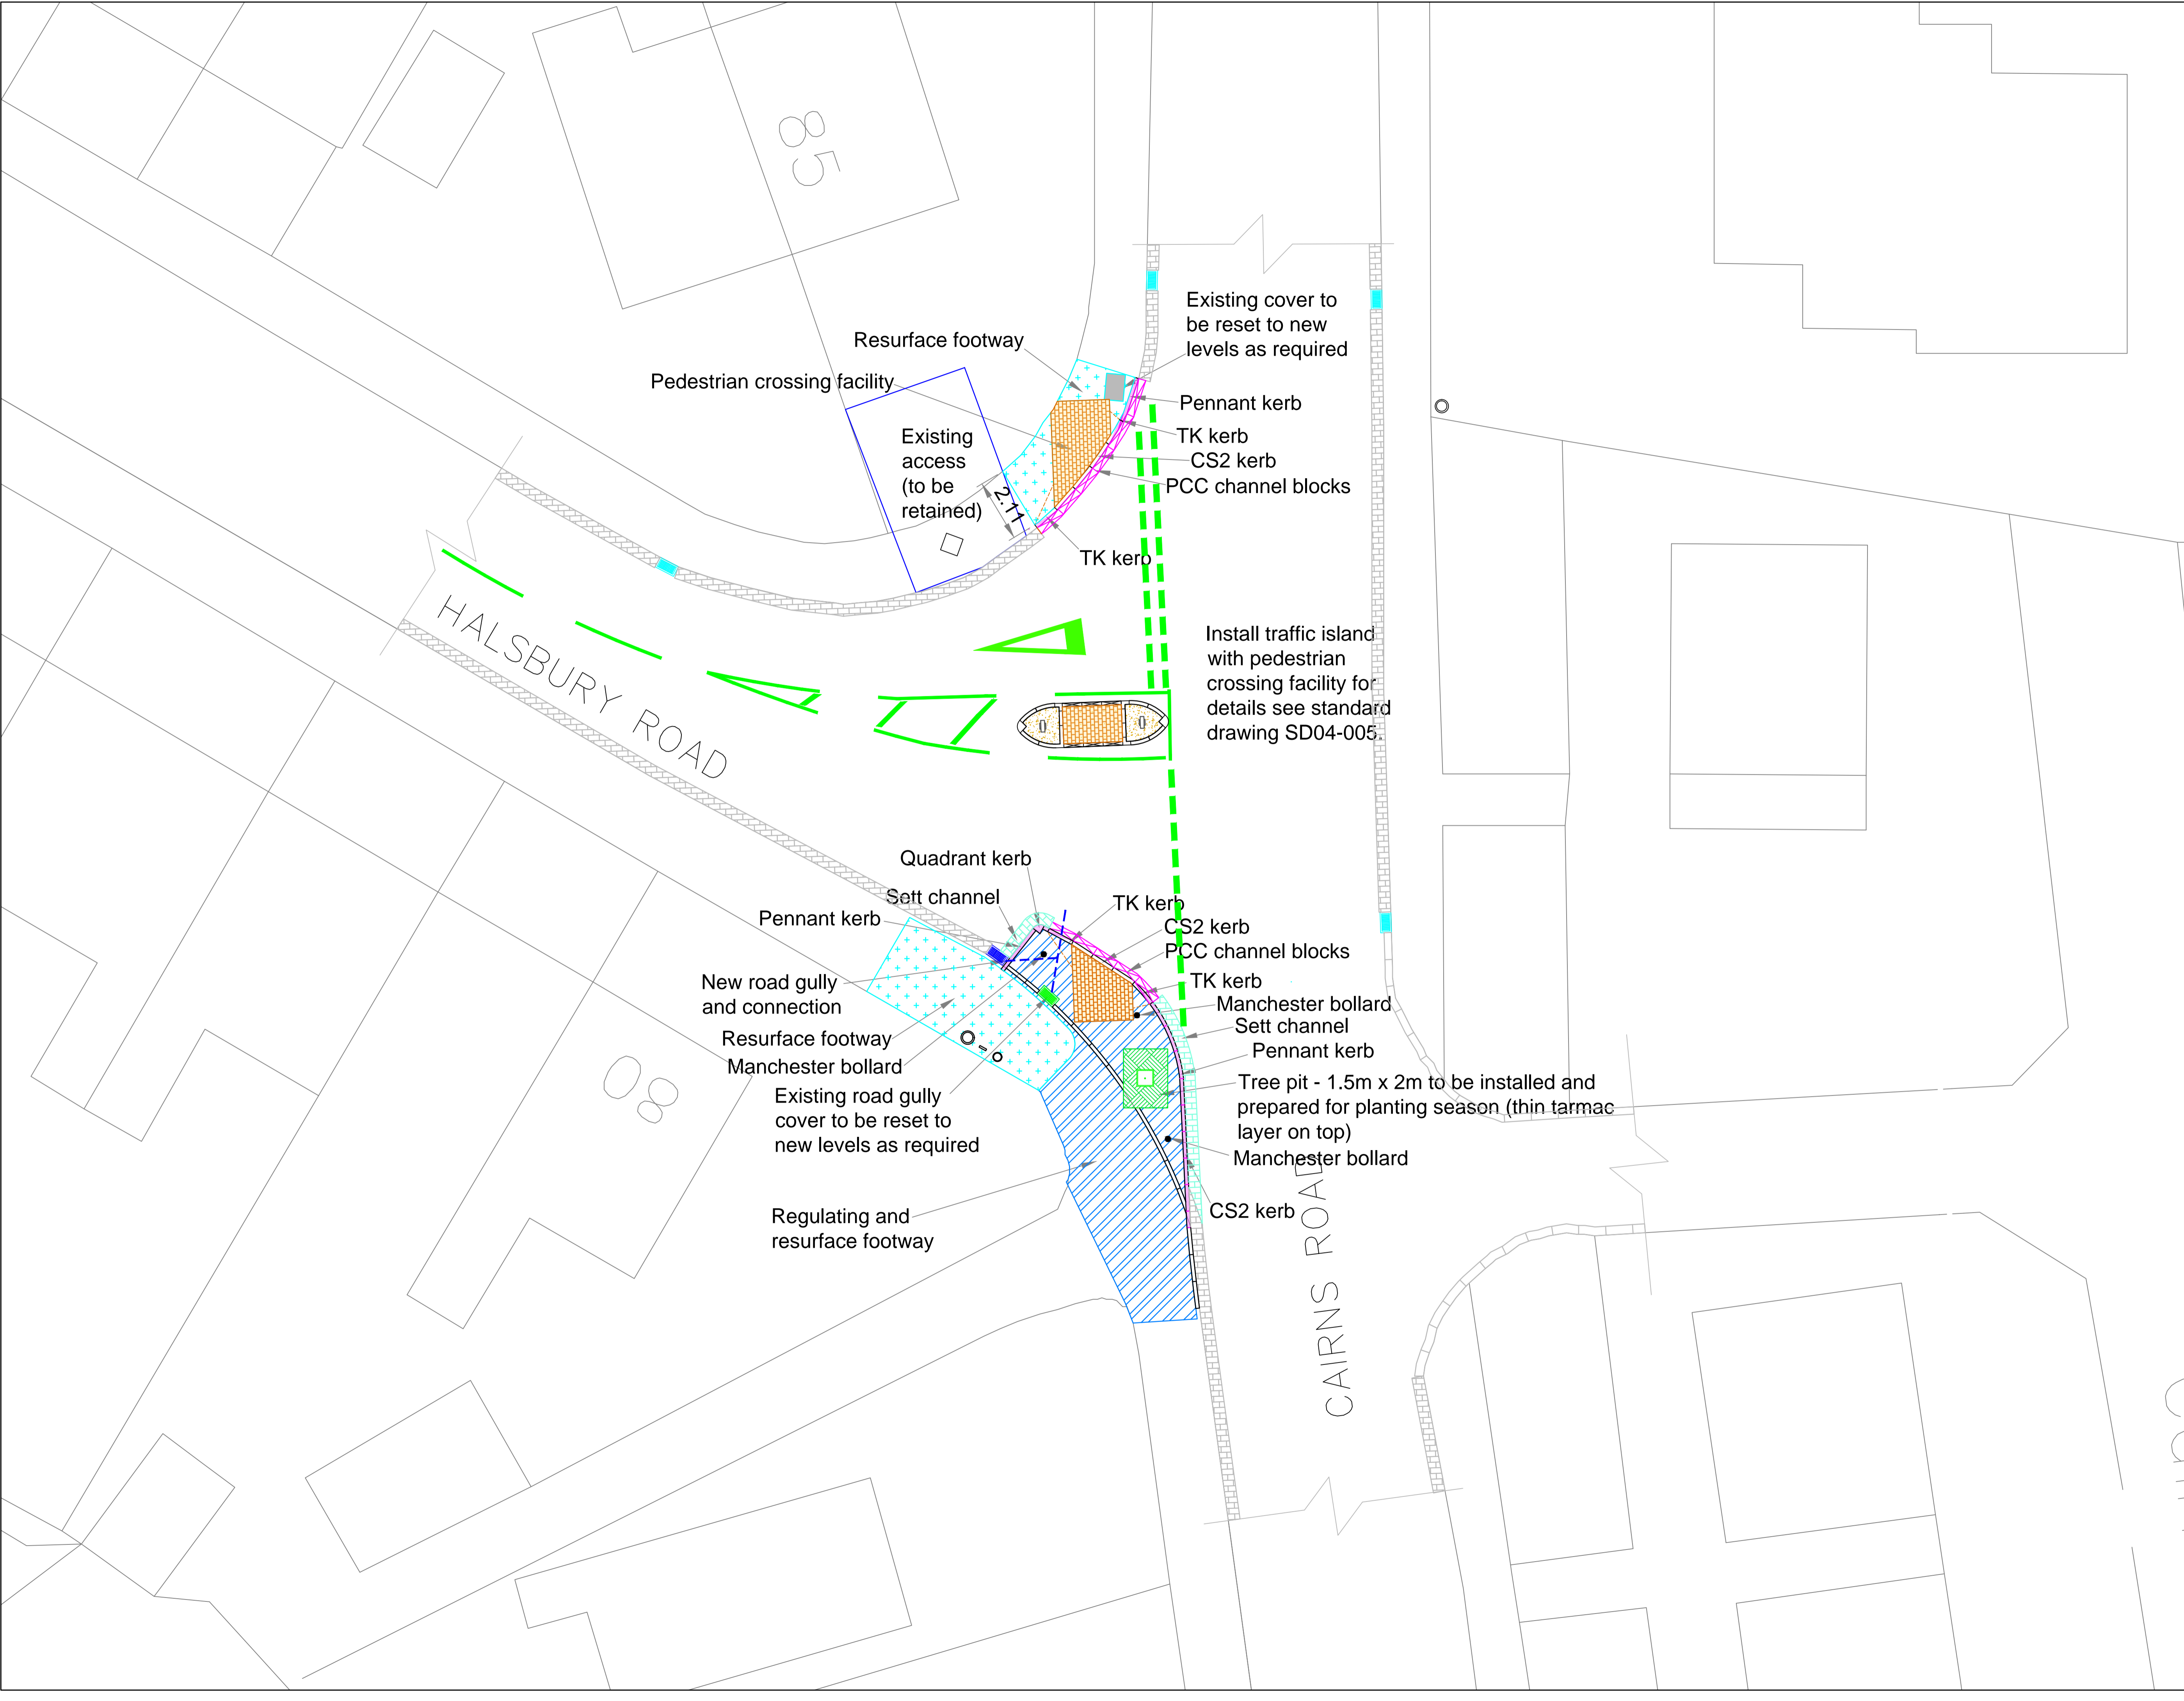 85
Existing cover to
be reset to new
levels as required
Resurface footway
Pedestrian crossing facility
Pennant kerb
TK kerb
CS2 kerb
PCC channel blocks
Existing
access
(to be
retained)
2.11
TK kerb
HALSBURY ROAD
Install traffic island
with pedestrian
crossing facility for
details see standard
drawing SD04-005.
Quadrant kerb
Sett channel
Pennant kerb
TK kerb
CS2 kerb
PCC channel blocks
TK kerb
Manchester bollard
Sett channel
Pennant kerb
Tree pit - 1.5m x 2m to be installed and
prepared for planting season (thin tarmac
layer on top)
Manchester bollard
CS2 kerb
New road gully
and connection
Resurface footway
Manchester bollard
Existing road gully
cover to be reset to
new levels as required
Regulating and
resurface footway
80
CAIRNS ROAD